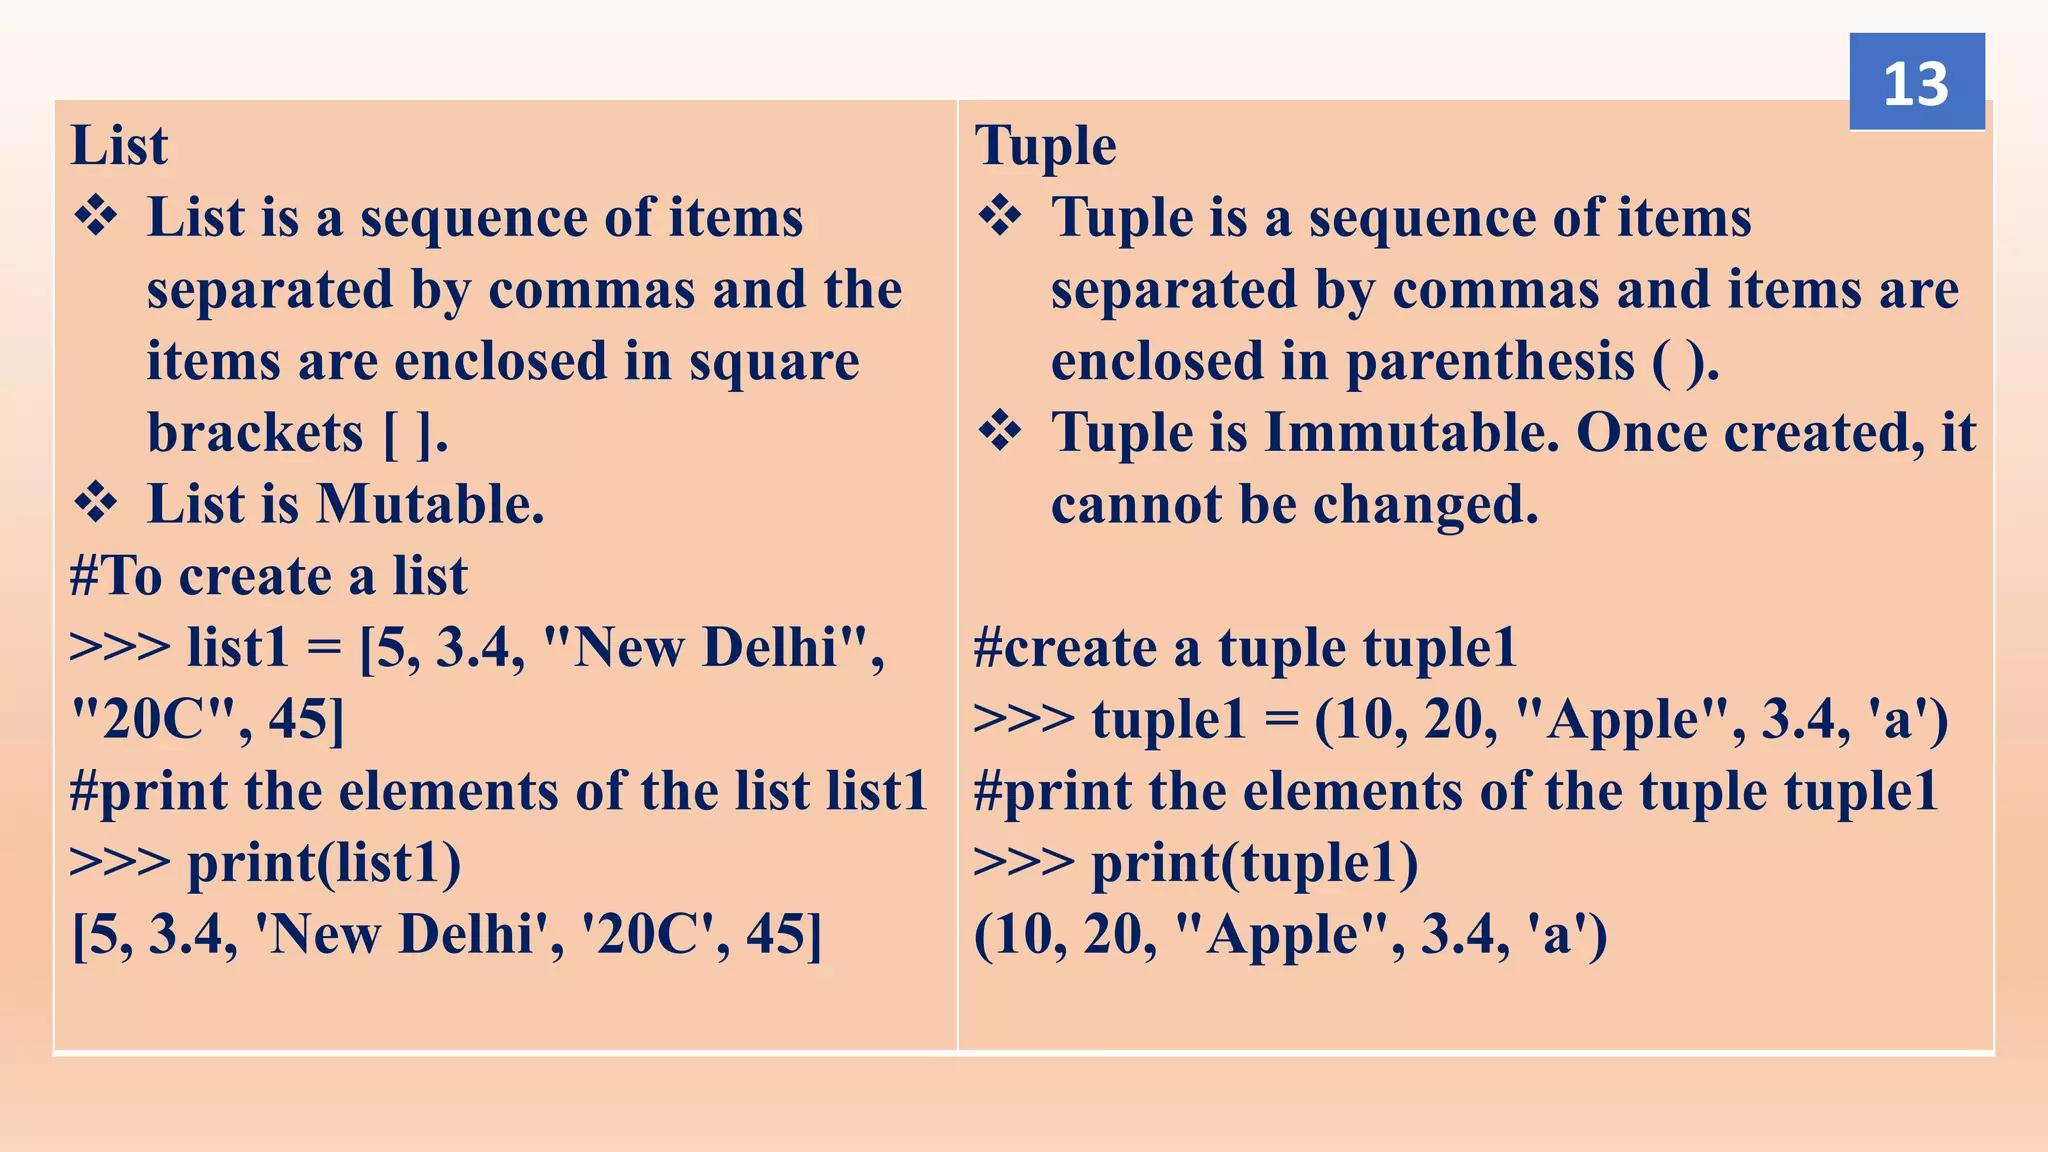 13
List
❖ List is a sequence of items
separated by commas and the
items are enclosed in square
brackets [ ].
❖ List is Mutable.
#To create a list
>>> list1 = [5, 3.4, "New Delhi",
"20C", 45]
#print the elements of the list list1
>>> print(list1)
[5, 3.4, 'New Delhi', '20C', 45]
Tuple
❖ Tuple is a sequence of items
separated by commas and items are
enclosed in parenthesis ( ).
❖ Tuple is Immutable. Once created, it
cannot be changed.
#create a tuple tuple1
>>> tuple1 = (10, 20, "Apple", 3.4, 'a')
#print the elements of the tuple tuple1
>>> print(tuple1)
(10, 20, "Apple", 3.4, 'a')